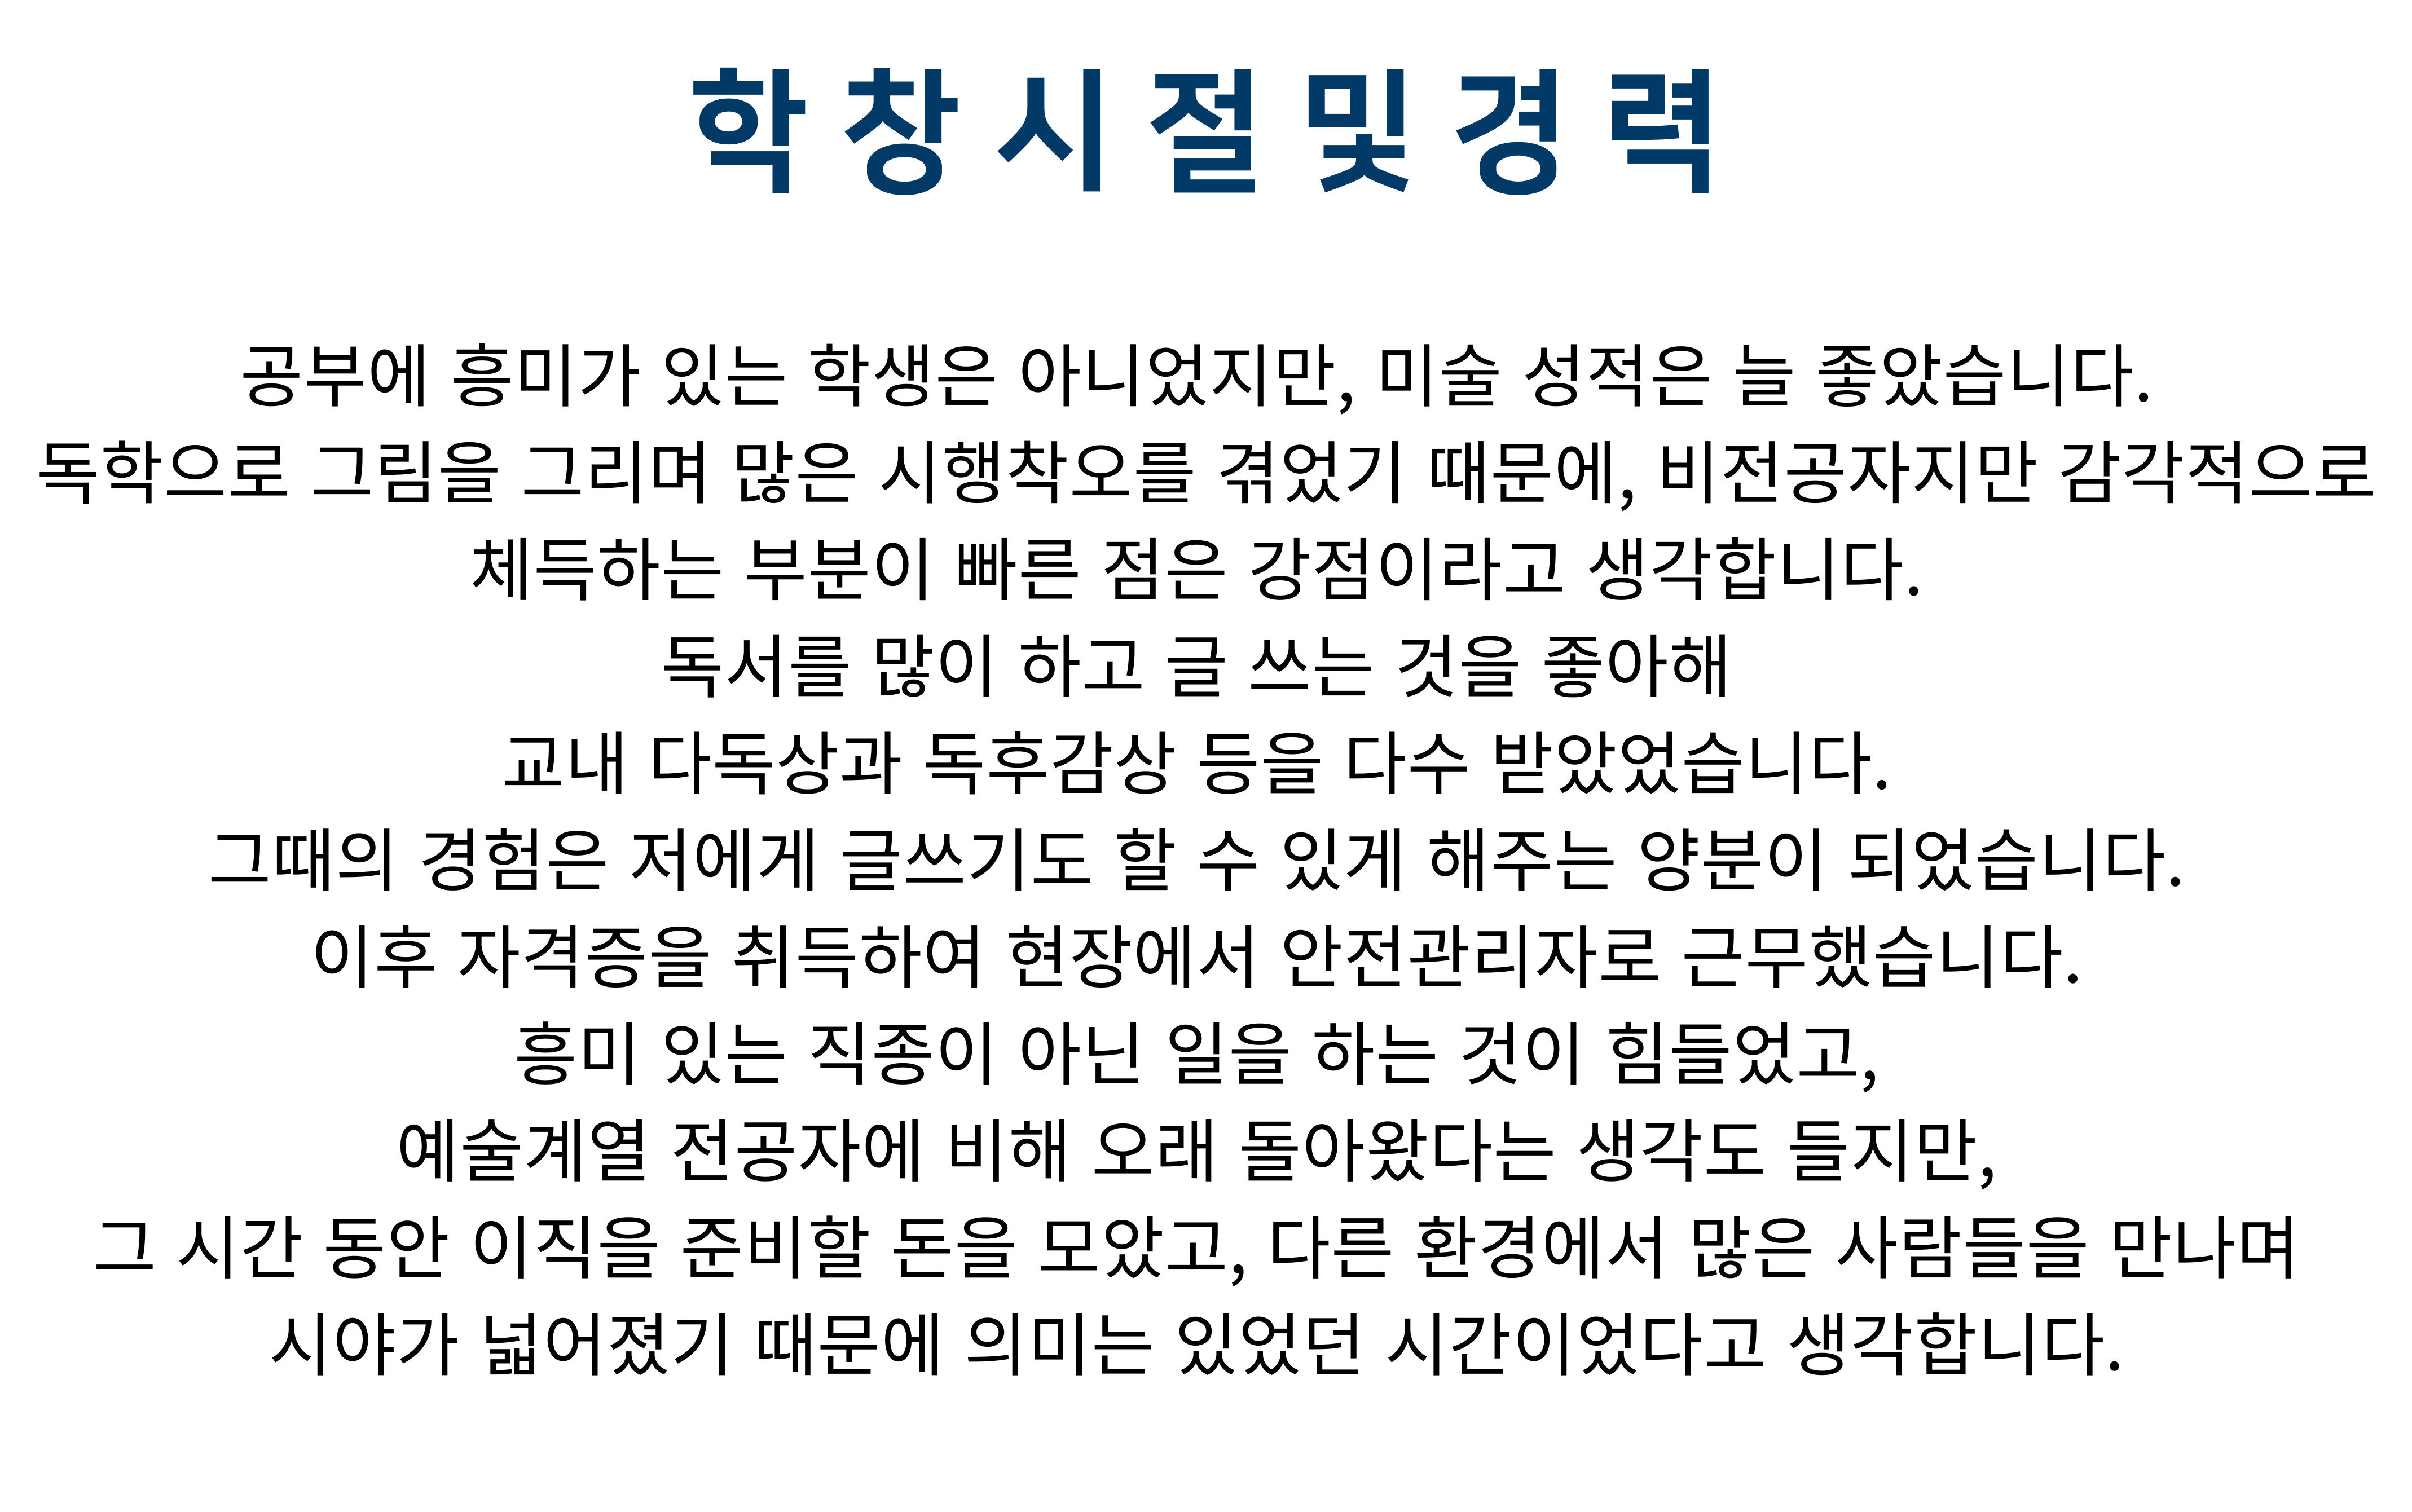 학창시절및경력
공부에 흥미가 있는 학생은 아니었지만, 미술 성적은 늘 좋았습니다.
독학으로 그림을 그리며 많은 시행착오를 겪었기 때문에, 비전공자지만 감각적으로
체득하는 부분이 빠른 점은 강점이라고 생각합니다.
독서를 많이 하고 글 쓰는 것을 좋아해
교내 다독상과 독후감상 등을 다수 받았었습니다.
그때의 경험은 저에게 글쓰기도 할 수 있게 해주는 양분이 되었습니다.
이후 자격증을 취득하여 현장에서 안전관리자로 근무했습니다.
흥미 있는 직종이 아닌 일을 하는 것이 힘들었고,
예술계열 전공자에 비해 오래 돌아왔다는 생각도 들지만,
그 시간 동안 이직을 준비할 돈을 모았고, 다른 환경에서 많은 사람들을 만나며
시야가 넓어졌기 때문에 의미는 있었던 시간이었다고 생각합니다.